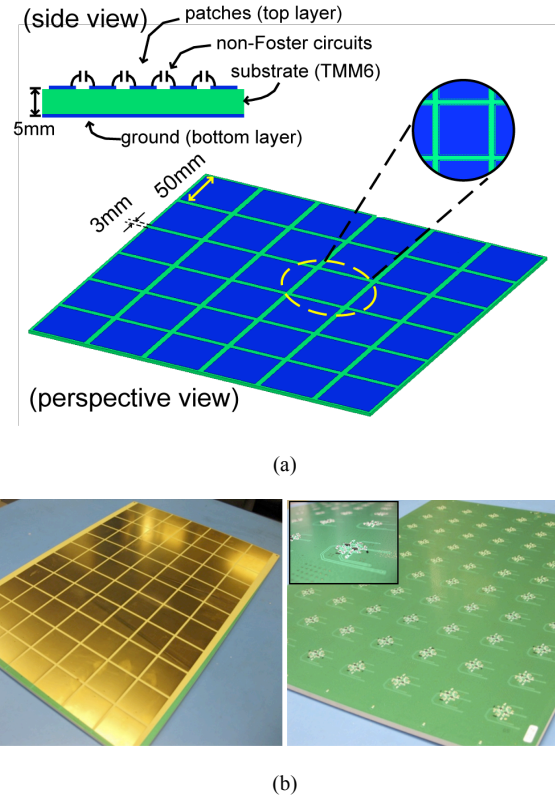 (side view)
patches (top layer)
non-Foster circuits
substrate (TMM6)
5mm
ground (bottom layer)
50mm
3mm
(perspective view)
(a)
(b)